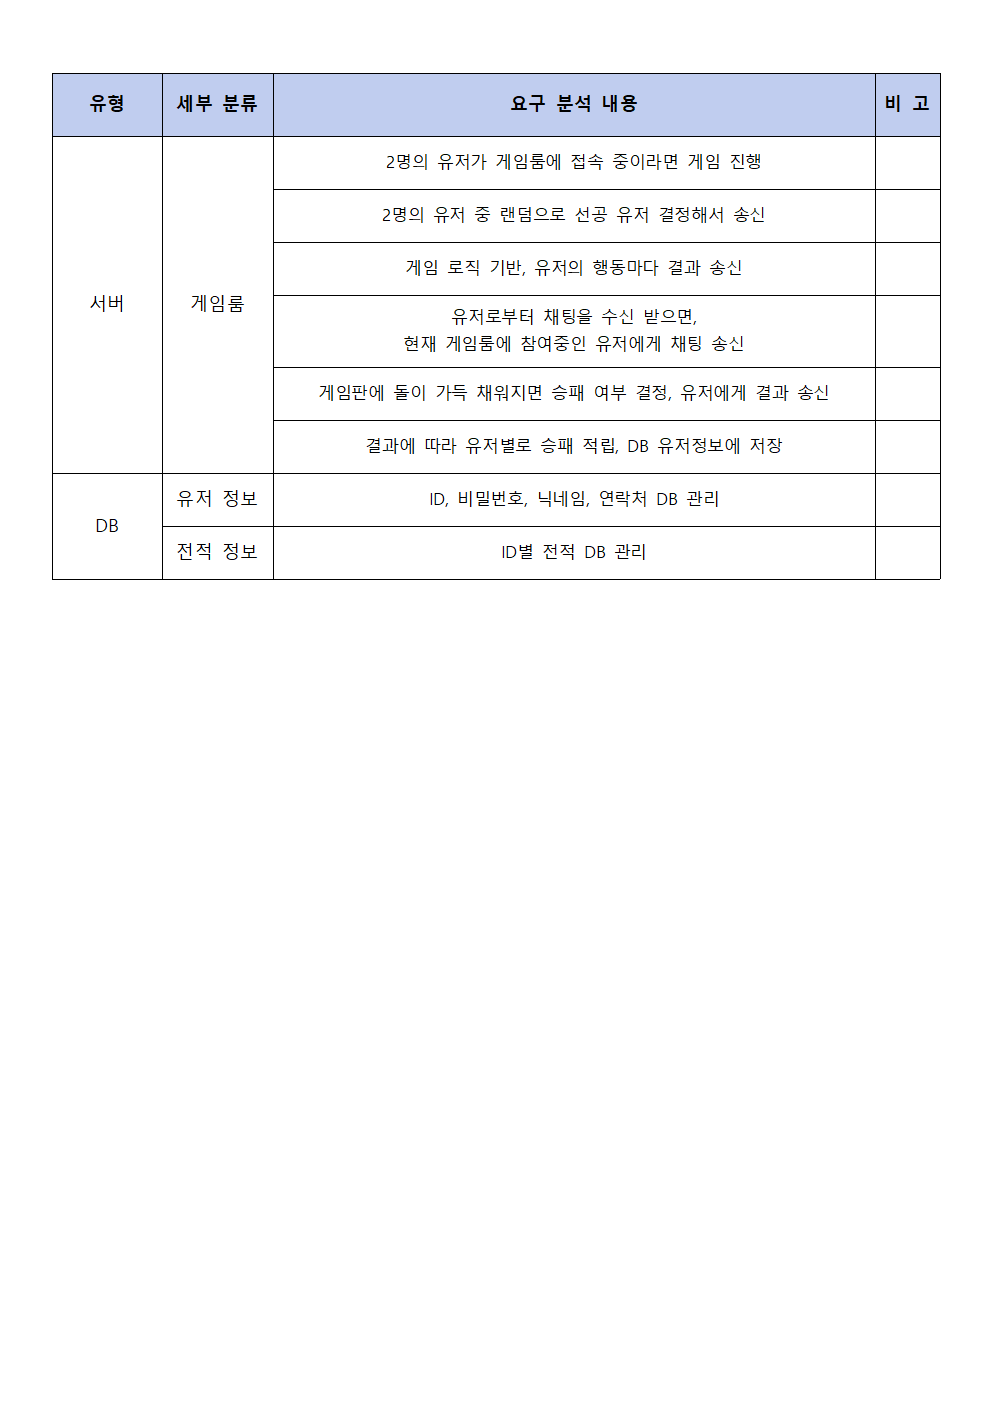 유형 세부 분류 요구 분석 내용 비 고
2명의 유저가 게임룸에 접속 중이라면 게임 진행
2명의 유저 중 랜덤으로 선공 유저 결정해서 송신
게임 로직 기반, 유저의 행동마다 결과 송신
서버 게임룸
유저로부터 채팅을 수신 받으면,
현재 게임룸에 참여중인 유저에게 채팅 송신
게임판에 돌이 가득 채워지면 승패 여부 결정, 유저에게 결과 송신
결과에 따라 유저별로 승패 적립, DB 유저정보에 저장
DB
유저 정보 ID, 비밀번호, 닉네임, 연락처 DB 관리
전적 정보 ID별 전적 DB 관리